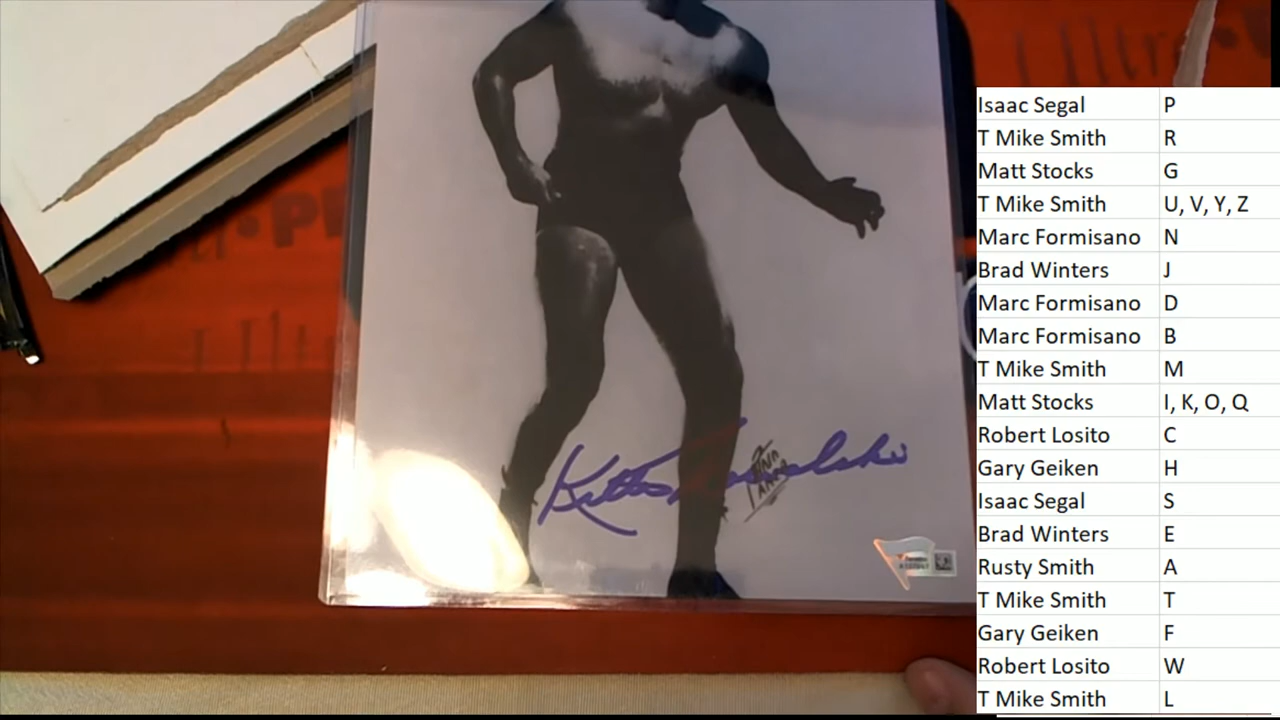 Isaac Segal P
T Mike Smith R
Matt Stocks G
T Mike Smith U, V, Y, Z
Marc Formisano N
Brad Winters J
Marc Formisano D
Marc Formisano B
T Mike Smith M
Matt Stocks I, K, O, Q
Robert Losito C
Gary Geiken H
Isaac Segal S
Brad Winters E
Rusty Smith A
T Mike Smith T
Gary Geiken F
Robert Losito W
T Mike Smith L
Kowalski